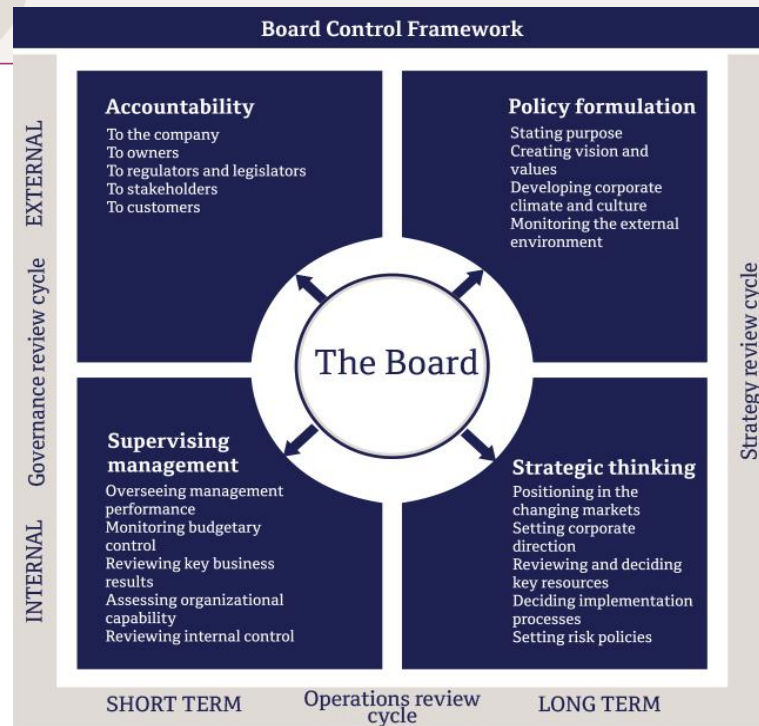 Board Control Framework
Accountability
To the company
To owners
To regulators and legislators
To stakeholders
To customers
Policy formulation
Stating purpose
Creating vision and
values
Developing corporate
climate and culture
Monitoring the external
environment
The Board
Supervising
management
Overseeing management
performance
Monitoring budgetary
control
Reviewing key business
results
Assessing organizational
capability
Reviewing internal control
Strategic thinking
Positioning in the
changing markets
Setting corporate
direction
Reviewing and deciding
key resources
Deciding implementation
processes
Setting risk policies
EXTERNAL
Governance review cycle
INTERNAL
Strategy review cycle
SHORT TERM
Operations review
cycle
LONG TERM